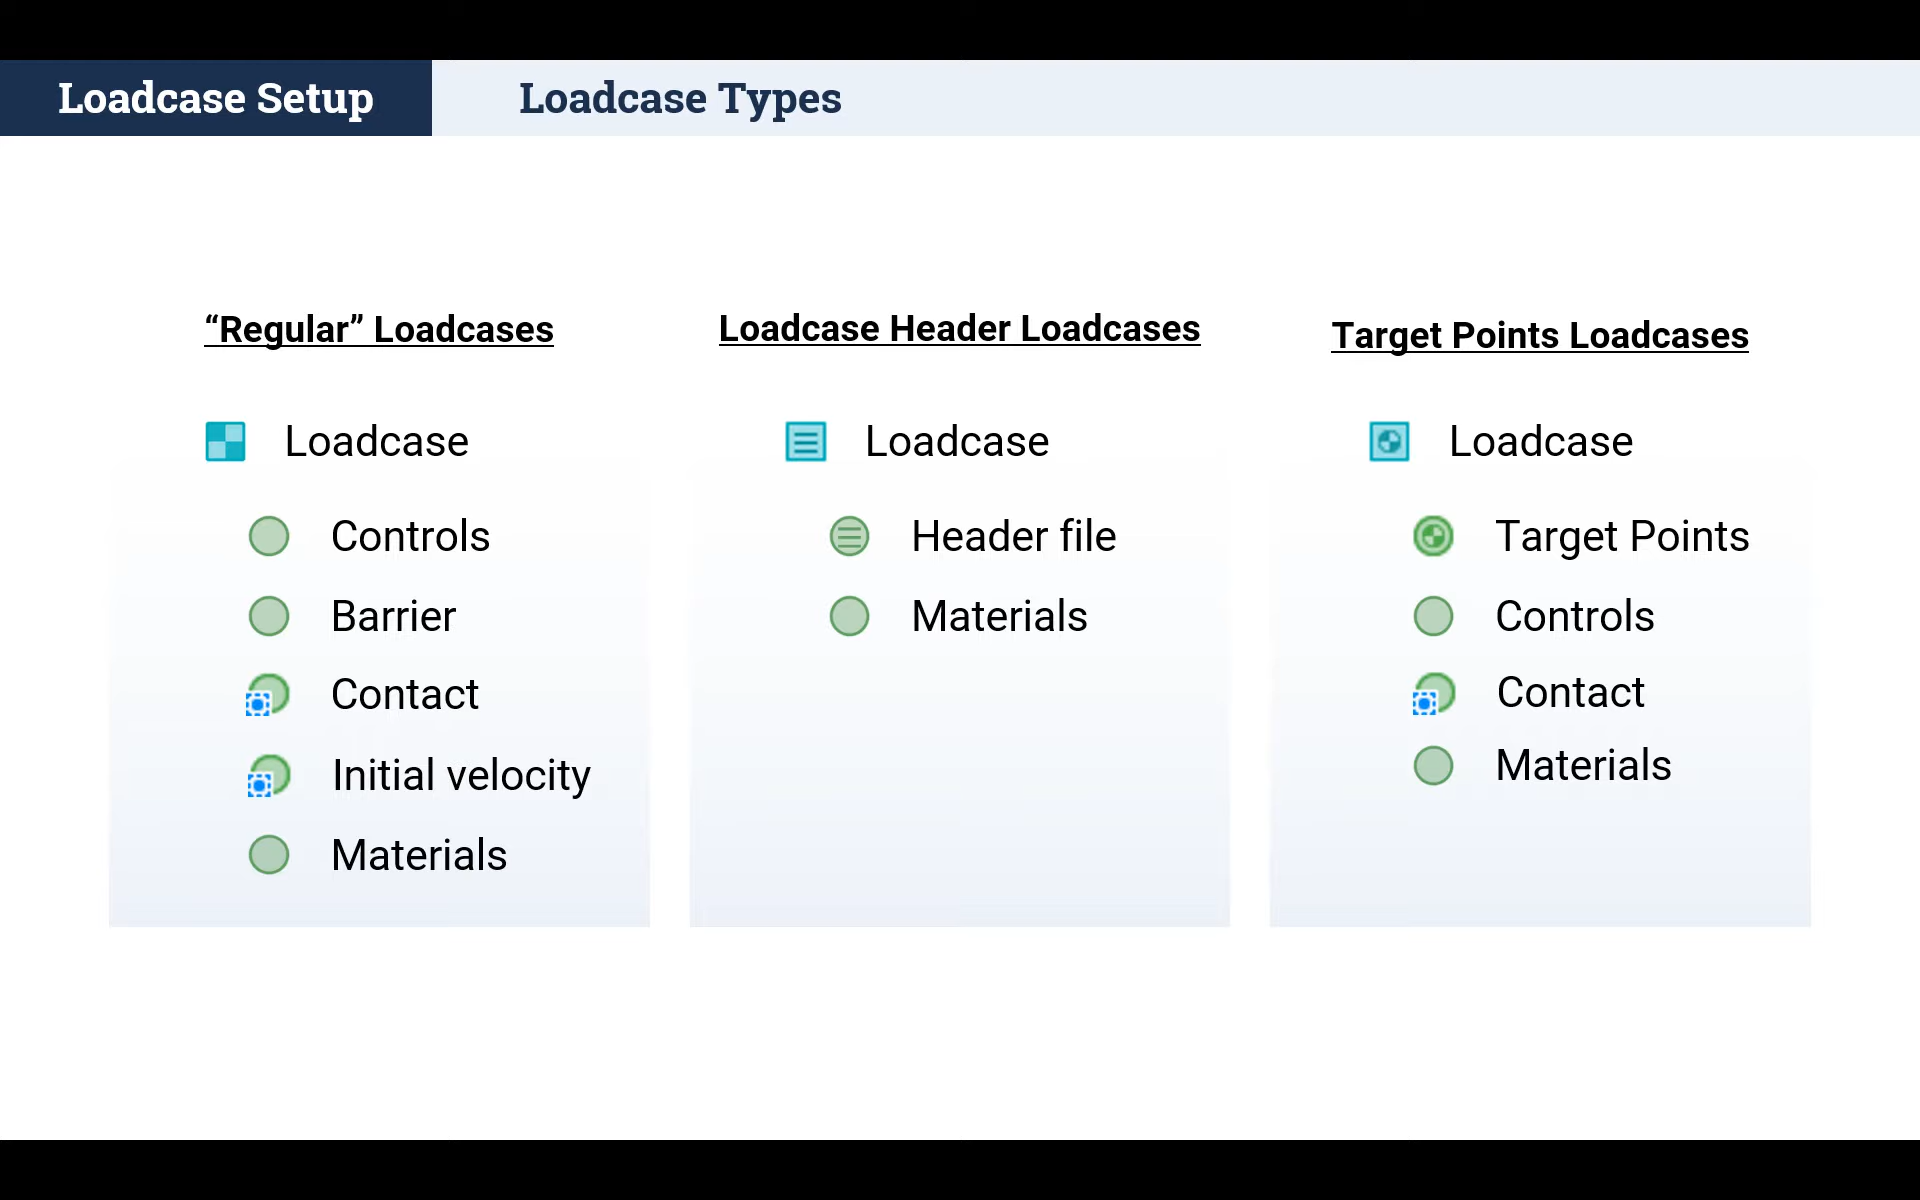 Loadcase Setup
Loadcase Types
“Regular” Loadcases
Loadcase
Controls
Barrier
Contact
Initial velocity
Materials
Loadcase Header Loadcases
Loadcase
Header file
Materials
Target Points Loadcases
Loadcase
Target Points
Controls
Contact
Materials